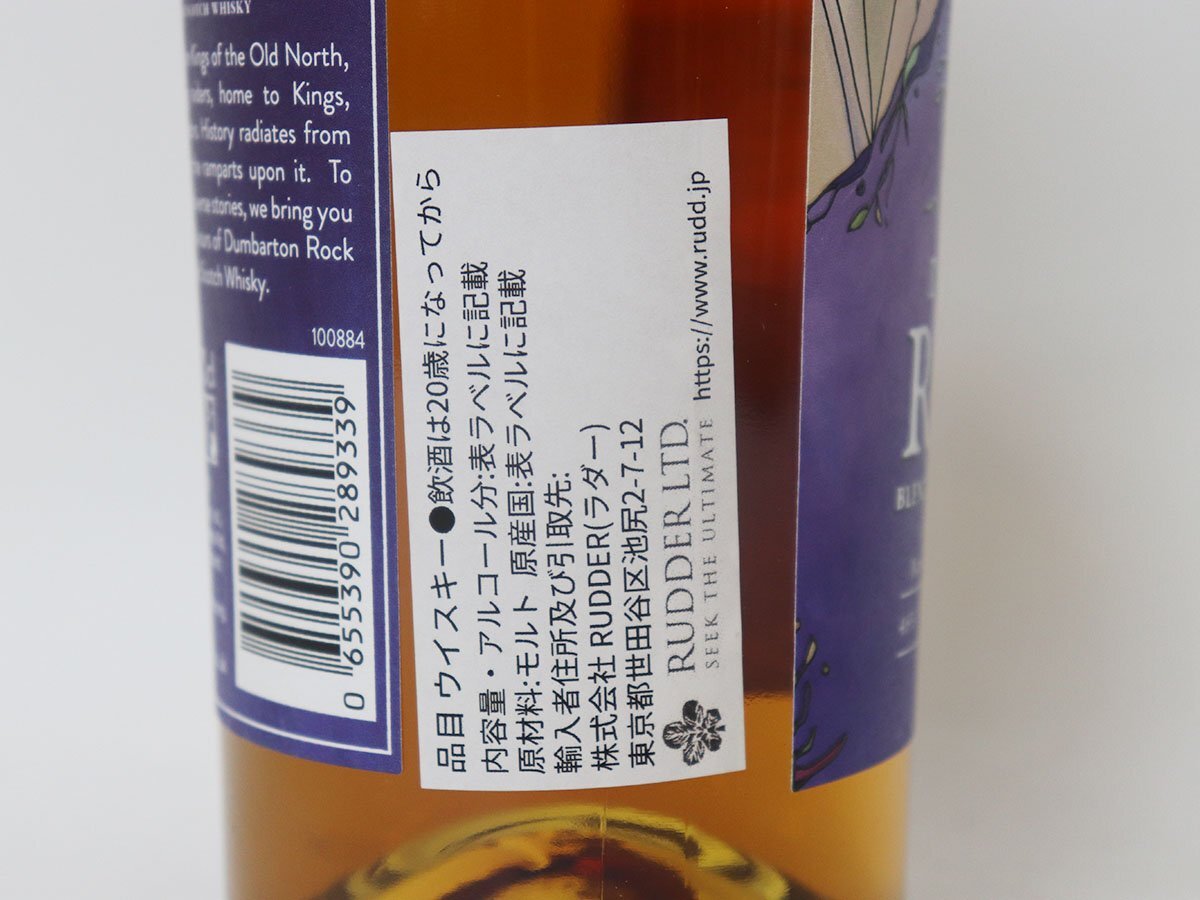 WHISKY
of the Old North,
home to Kings,
History radiates from
ramparts upon it. To
stories, we bring you
of Dumbarton Rock
Whisky.
100884
0 65539 0 28933 9
品目 ウイスキー●飲酒は20歳になってから
内容量・アルコール分:表ラベルに記載
原材料:モルト 原産国:表ラベルに記載
輸入者住所及び引取先:
株式会社 RUDDER(ラダー)
東京都世田谷区池尻2-7-12
RUDDER LTD.
SEEK THE ULTIMATE
https://www.rudd.jp